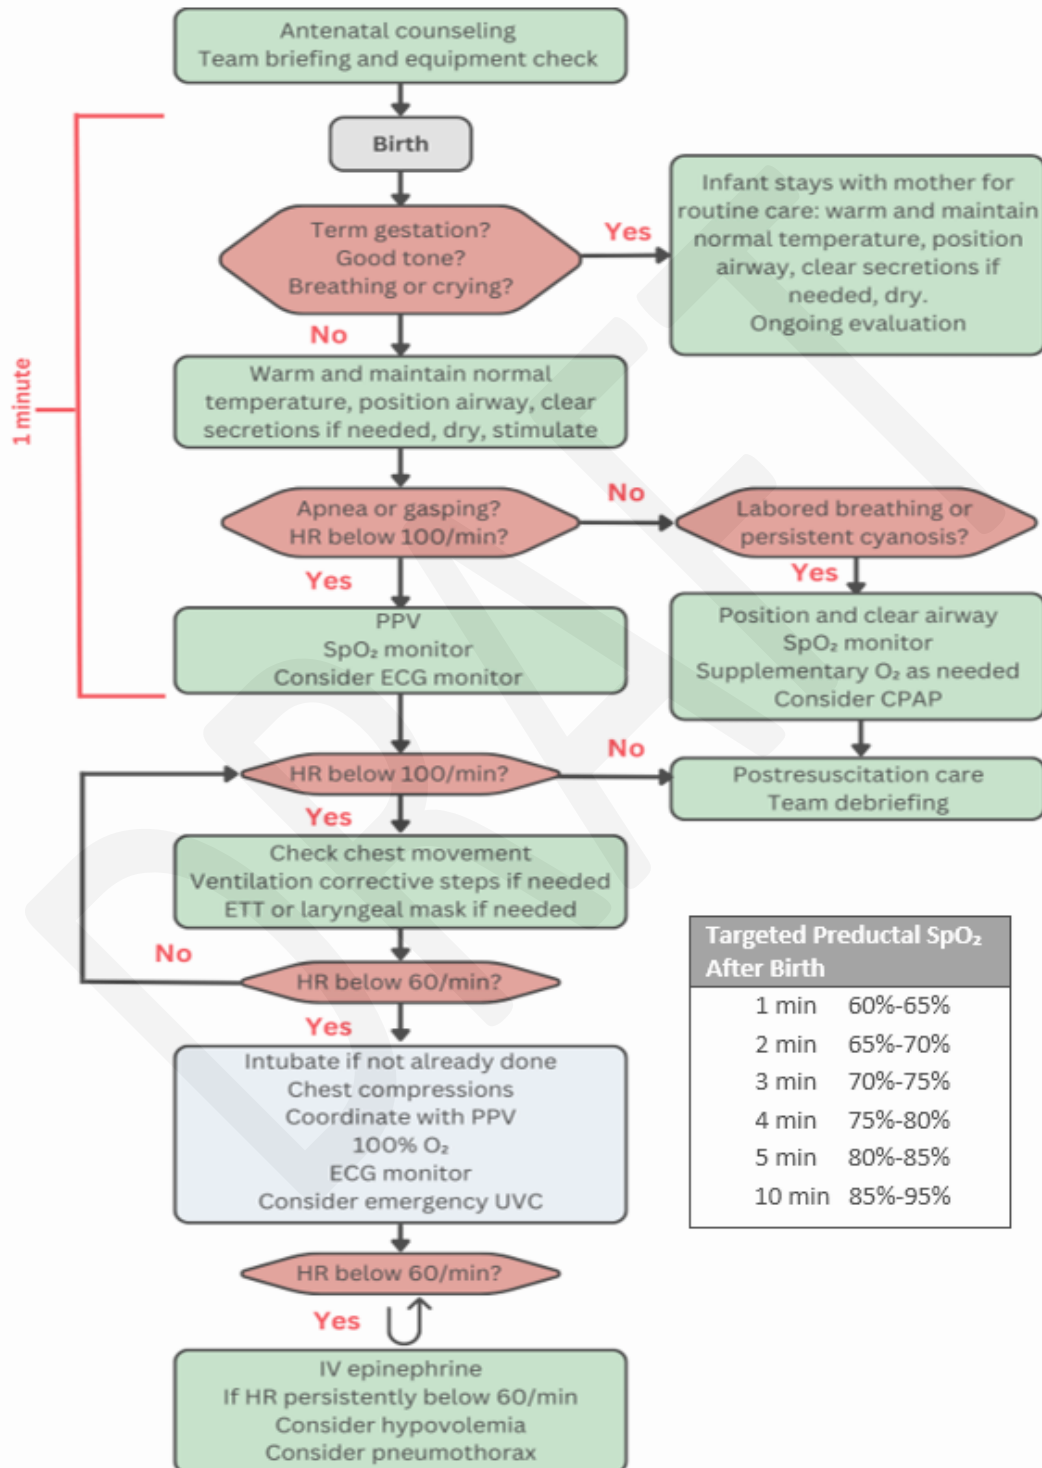 Antenatal counseling
Team briefing and equipment check
Birth
1 minute
Term gestation?
Good tone?
Breathing or crying?
Yes
Infant stays with mother for
routine care: warm and maintain
normal temperature, position
airway, clear secretions if
needed, dry.
Ongoing evaluation
No
Warm and maintain normal
temperature, position airway, clear
secretions if needed, dry, stimulate
Apnea or gasping?
HR below 100/min?
No
Labored breathing or
persistent cyanosis?
Yes
Yes
PPV
SpO₂ monitor
Consider ECG monitor
Position and clear airway
SpO₂ monitor
Supplementary O₂ as needed
Consider CPAP
HR below 100/min?
No
Postresuscitation care
Team debriefing
Yes
Check chest movement
Ventilation corrective steps if needed
ETT or laryngeal mask if needed
No
HR below 60/min?
Yes
Intubate if not already done
Chest compressions
Coordinate with PPV
100% O₂
ECG monitor
Consider emergency UVC
HR below 60/min?
Yes
IV epinephrine
If HR persistently below 60/min
Consider hypovolemia
Consider pneumothorax
Targeted Preductal SpO₂
After Birth
1 min 60%-65%
2 min 65%-70%
3 min 70%-75%
4 min 75%-80%
5 min 80%-85%
10 min 85%-95%
DRAFT